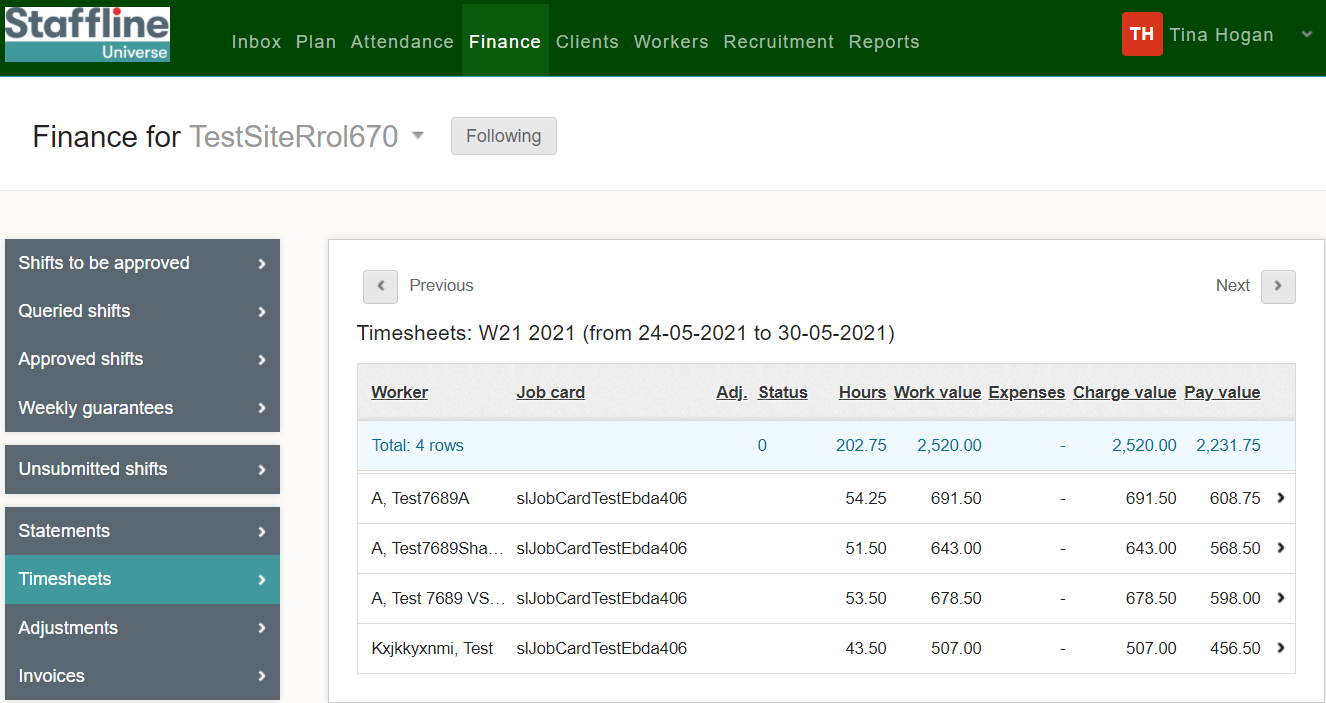 Staffline
Universe
Inbox Plan Attendance Finance Clients Workers Recruitment Reports
TH Tina Hogan
Finance for TestSiteRrol670
Following
Shifts to be approved
Queried shifts
Approved shifts
Weekly guarantees
Unsubmitted shifts
Statements
Timesheets
Adjustments
Invoices
Previous
Next
Timesheets: W21 2021 (from 24-05-2021 to 30-05-2021)
Worker Job card Adj. Status Hours Work value Expenses Charge value Pay value
Total: 4 rows 0 202.75 2,520.00 - 2,520.00 2,231.75
A, Test7689A slJobCardTestEbda406 54.25 691.50 - 691.50 608.75
A, Test7689Sha... slJobCardTestEbda406 51.50 643.00 - 643.00 568.50
A, Test 7689 VS... slJobCardTestEbda406 53.50 678.50 - 678.50 598.00
Kxjkkyxnmi, Test slJobCardTestEbda406 43.50 507.00 - 507.00 456.50